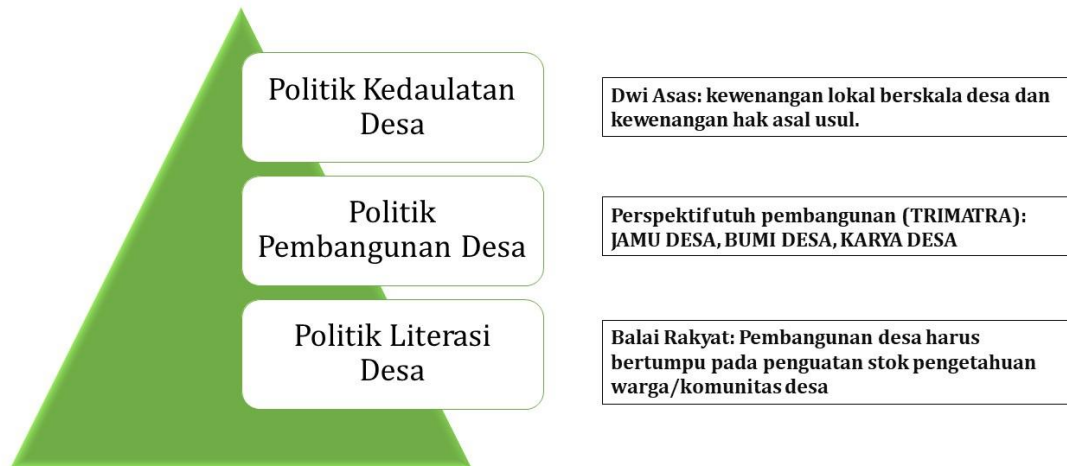 Politik Kedaulatan
Desa
Dwi Asas: kewenangan lokal berskala desa dan
kewenangan hak asal usul.
Politik
Pembangunan Desa
Perspektif utuh pembangunan (TRIMATRA):
JAMU DESA, BUMI DESA, KARYA DESA
Politik Literasi
Desa
Balai Rakyat: Pembangunan desa harus
bertumpu pada penguatan stok pengetahuan
warga/komunitas desa